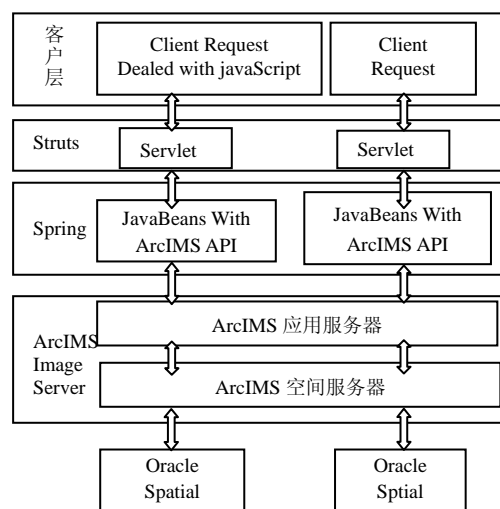 客
户
层
Client Request
Dealed with javaScript
Client
Request
Struts
Servlet
Servlet
Spring
JavaBeans With
ArcIMS API
JavaBeans With
ArcIMS API
ArcIMS
Image
Server
ArcIMS 应用服务器
ArcIMS 空间服务器
Oracle
Spatial
Oracle
Sptial